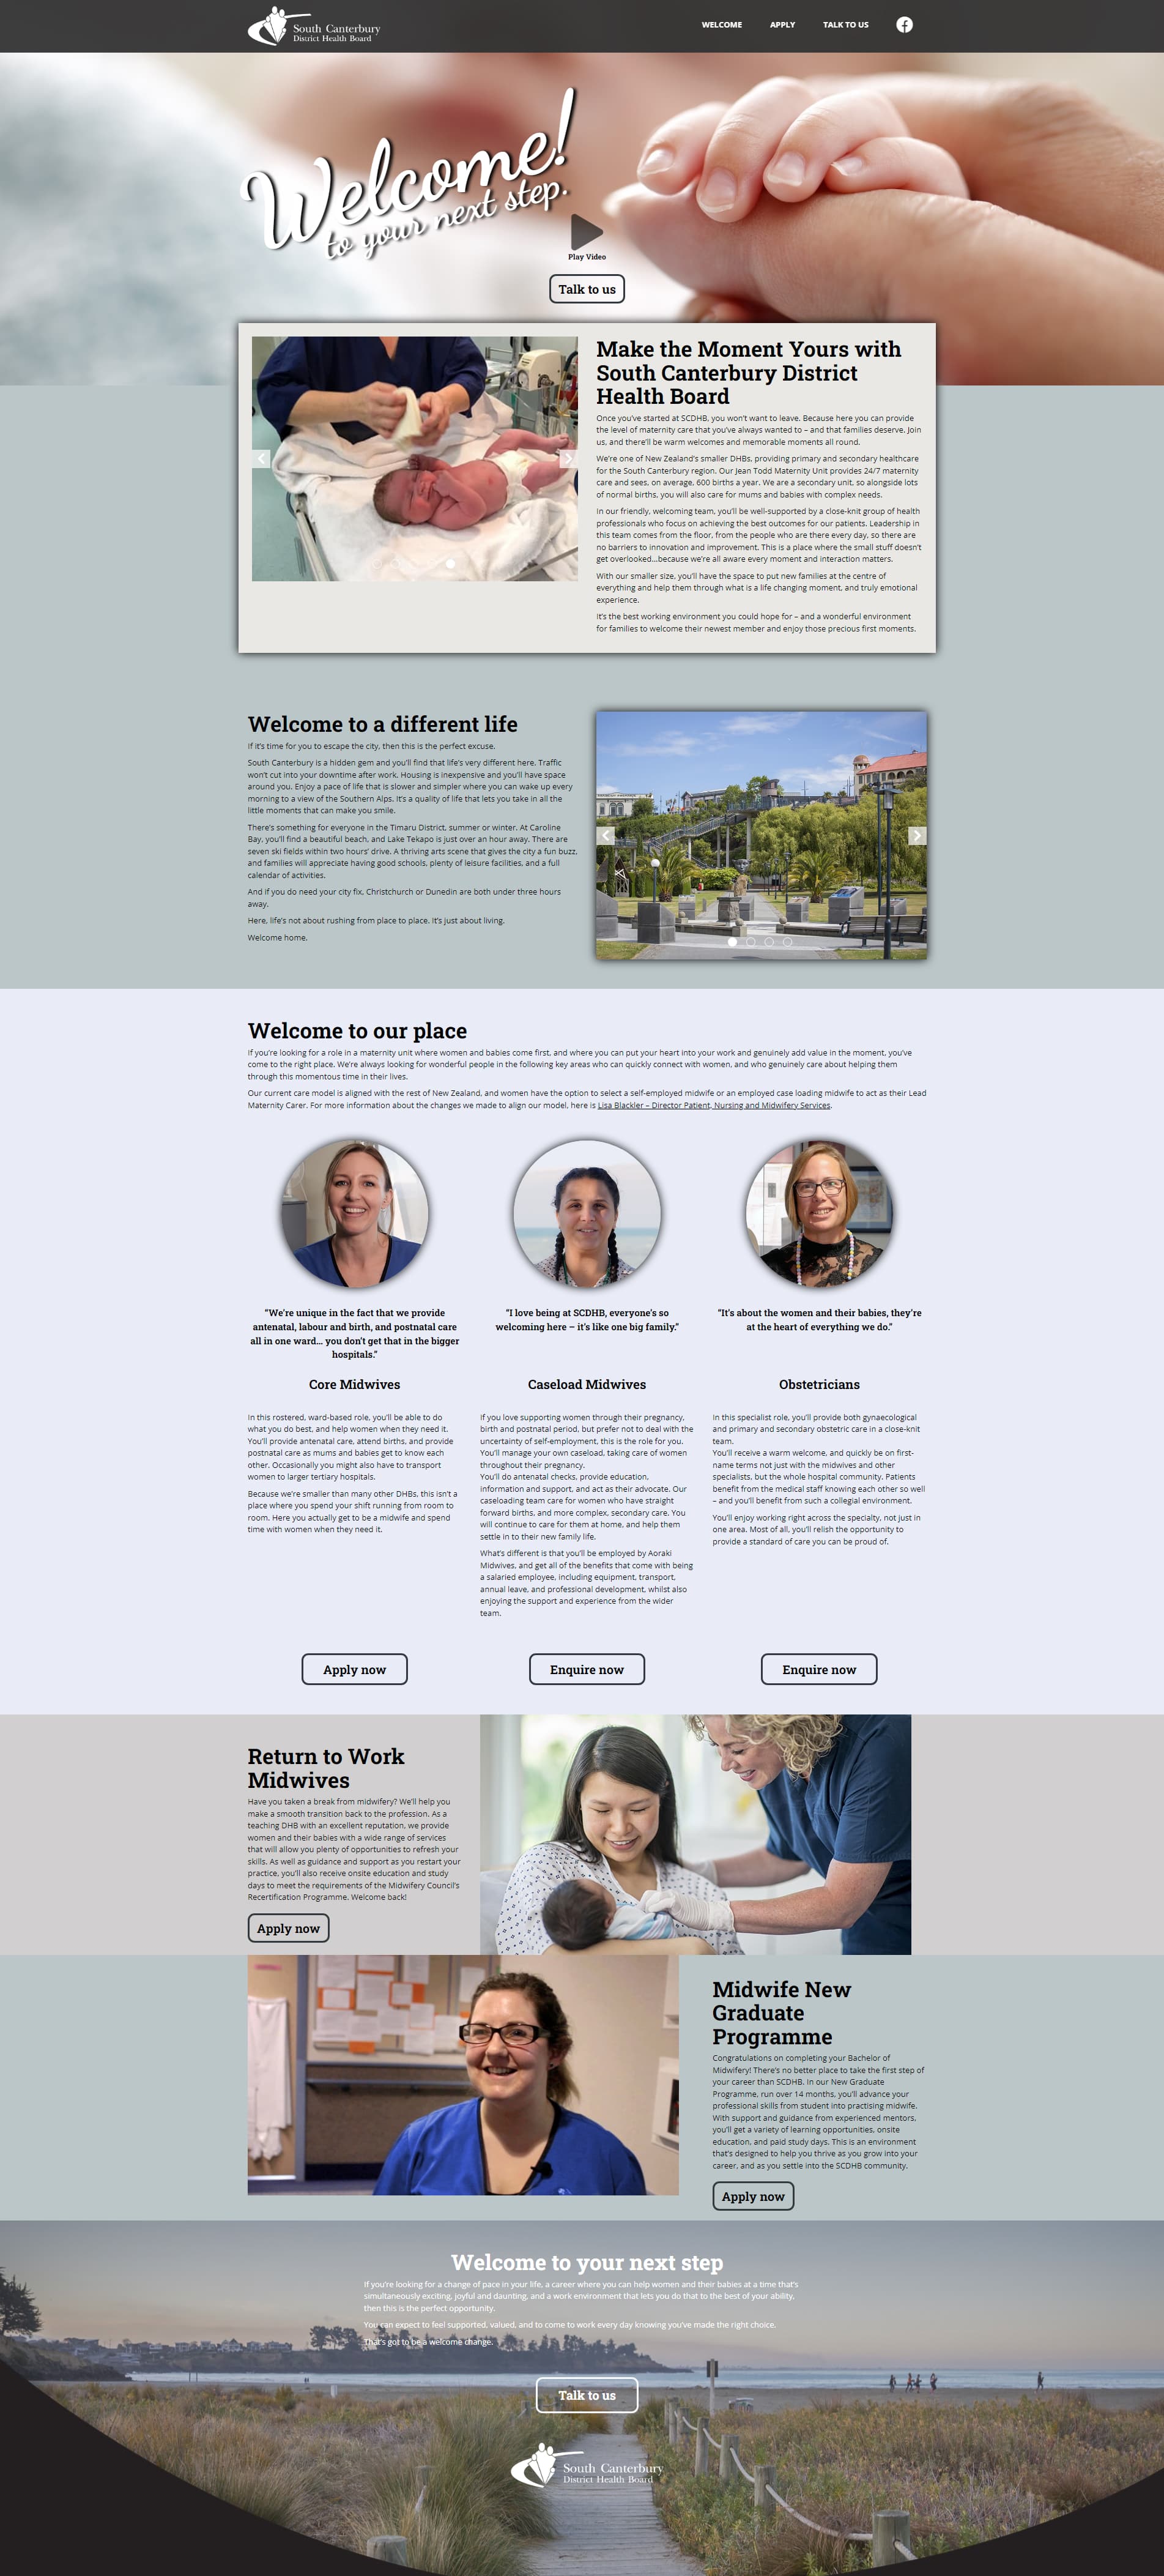 South Canterbury
District Health Board
WELCOME
APPLY
TALK TO US
Welcome!
to your next step.
Play Video
Talk to us
Make the Moment Yours with
South Canterbury District
Health Board
Once you've started at SCDHB, you won't want to leave. Because here you can provide
the level of maternity care that you've always wanted to – and that families deserve. Join
us, and there'll be warm welcomes and memorable moments all round.
We're one of New Zealand's smaller DHBs, providing primary and secondary healthcare
for the South Canterbury region. Our Jean Todd Maternity Unit provides 24/7 maternity
care and sees, on average, 600 births a year. We are a secondary unit, so alongside lots
of normal births, you will also care for mums and babies with complex needs.
In our friendly, welcoming team, you'll be well-supported by a close-knit group of health
professionals who focus on achieving the best outcomes for our patients. Leadership in
this team comes from the floor, from the people who are there every day, so there are
no barriers to innovation and improvement. This is a place where the small stuff doesn't
get overlooked...because we're all aware every moment and interaction matters.
With our smaller size, you'll have the space to put new families at the centre of
everything and help them through what is a life changing moment, and truly emotional
experience.
It's the best working environment you could hope for – and a wonderful environment
for families to welcome their newest member and enjoy those precious first moments.
Welcome to a different life
If it's time for you to escape the city, then this is the perfect excuse.
South Canterbury is a hidden gem and you'll find that life's very different here. Traffic
won't cut into your downtime after work. Housing is inexpensive and you'll have space
around you. Enjoy a pace of life that is slower and simpler where you can wake up every
morning to a view of the Southern Alps. It's a quality of life that lets you take in all the
little moments that can make you smile.
There's something for everyone in the Timaru District, summer or winter. At Caroline
Bay, you'll find a beautiful beach, and Lake Tekapo is just over an hour away. There are
seven ski fields within two hours' drive. A thriving arts scene that gives the city a fun buzz,
and families will appreciate having good schools, plenty of leisure facilities, and a full
calendar of activities.
And if you do need your city fix, Christchurch or Dunedin are both under three hours
away.
Here, life's not about rushing from place to place. It's just about living.
Welcome home.
Welcome to our place
If you're looking for a role in a maternity unit where women and babies come first, and where you can put your heart into your work and genuinely add value in the moment, you've
come to the right place. We're always looking for wonderful people in the following key areas who can quickly connect with women, and who genuinely care about helping them
through this momentous time in their lives.
Our current care model is aligned with the rest of New Zealand, and women have the option to select a self-employed midwife or an employed case loading midwife to act as their Lead
Maternity Carer. For more information about the changes we made to align our model, here is Lisa Blackler – Director Patient, Nursing and Midwifery Services.
"We're unique in the fact that we provide
antenatal, labour and birth, and postnatal care
all in one ward... you don't get that in the bigger
hospitals."
Core Midwives
In this rostered, ward-based role, you'll be able to do
what you do best, and help women when they need it.
You'll provide antenatal care, attend births, and provide
postnatal care as mums and babies get to know each
other. Occasionally you might also have to transport
women to larger tertiary hospitals.
Because we're smaller than many other DHBs, this isn't a
place where you spend your shift running from room to
room. Here you actually get to be a midwife and spend
time with women when they need it.
Apply now
"I love being at SCDHB, everyone's so
welcoming here – it's like one big family."
Caseload Midwives
If you love supporting women through their pregnancy,
birth and postnatal period, but prefer not to deal with the
uncertainty of self-employment, this is the role for you.
You'll manage your own caseload, taking care of women
throughout their pregnancy.
You'll do antenatal checks, provide education,
information and support, and act as their advocate. Our
caseloading team care for women who have straight
forward births, and more complex, secondary care. You
will continue to care for them at home, and help them
settle in to their new family life.
What's different is that you'll be employed by Aoraki
Midwives, and get all of the benefits that come with being
a salaried employee, including equipment, transport,
annual leave, and professional development, whilst also
enjoying the support and experience from the wider
team.
Enquire now
"It's about the women and their babies, they're
at the heart of everything we do."
Obstetricians
In this specialist role, you'll provide both gynaecological
and primary and secondary obstetric care in a close-knit
team.
You'll receive a warm welcome, and quickly be on first-
name terms not just with the midwives and other
specialists, but the whole hospital community. Patients
benefit from the medical staff knowing each other so well
– and you'll benefit from such a collegial environment.
You'll enjoy working right across the specialty, not just in
one area. Most of all, you'll relish the opportunity to
provide a standard of care you can be proud of.
Enquire now
Return to Work
Midwives
Have you taken a break from midwifery? We'll help you
make a smooth transition back to the profession. As a
teaching DHB with an excellent reputation, we provide
women and their babies with a wide range of services
that will allow you plenty of opportunities to refresh your
skills. As well as guidance and support as you restart your
practice, you'll also receive onsite education and study
days to meet the requirements of the Midwifery Council's
Recertification Programme. Welcome back!
Apply now
Midwife New
Graduate
Programme
Congratulations on completing your Bachelor of
Midwifery! There's no better place to take the first step of
your career than SCDHB. In our New Graduate
Programme, run over 14 months, you'll advance your
professional skills from student into practising midwife.
With support and guidance from experienced mentors,
you'll get a variety of learning opportunities, onsite
education, and paid study days. This is an environment
that's designed to help you thrive as you grow into your
career, and as you settle into the SCDHB community.
Apply now
Welcome to your next step
If you're looking for a change of pace in your life, a career where you can help women and their babies at a time that's
simultaneously exciting, joyful and daunting, and a work environment that lets you do that to the best of your ability,
then this is the perfect opportunity.
You can expect to feel supported, valued, and to come to work every day knowing you've made the right choice.
That's got to be a welcome change.
Talk to us
South Canterbury
District Health Board